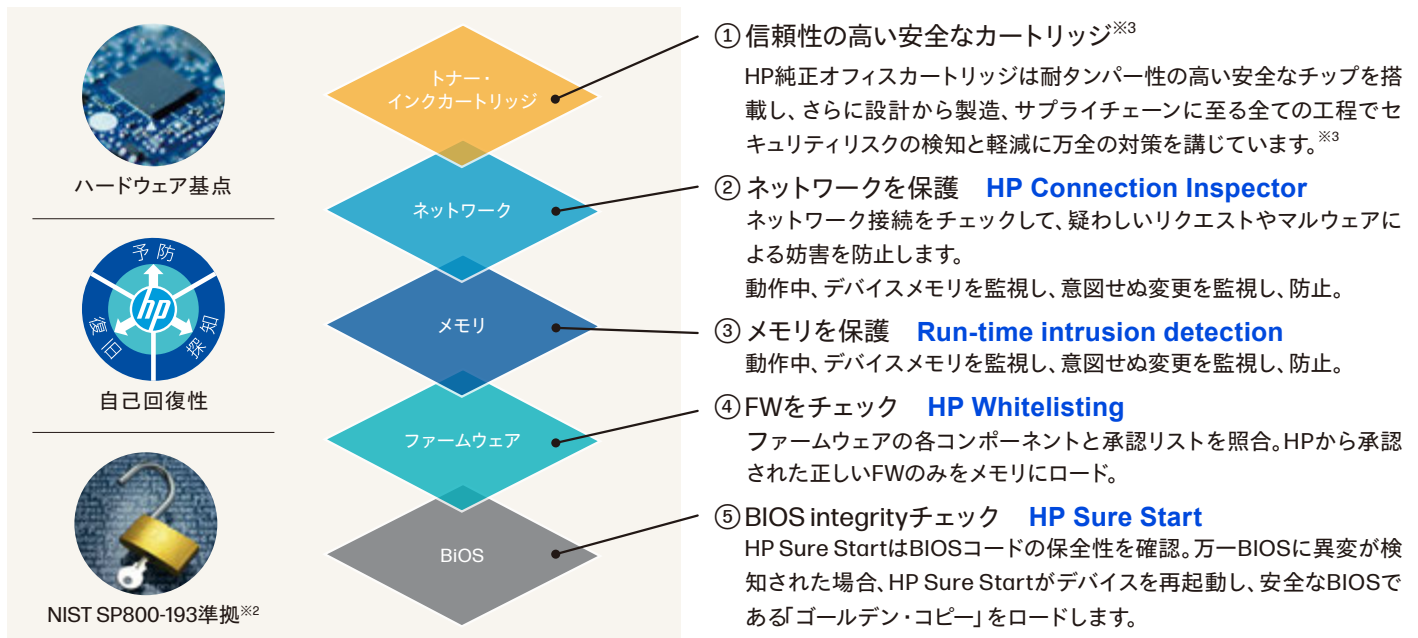 ハードウェア基点
予防
復旧
探知
hp
自己回復性
NIST SP800-193準拠※2
トナー・
インクカートリッジ
ネットワーク
メモリ
ファームウェア
BiOS
① 信頼性の高い安全なカートリッジ※3
HP純正オフィスカートリッジは耐タンパー性の高い安全なチップを搭
載し、さらに設計から製造、サプライチェーンに至る全ての工程でセ
キュリティリスクの検知と軽減に万全の対策を講じています。※3
② ネットワークを保護 HP Connection Inspector
ネットワーク接続をチェックして、疑わしいリクエストやマルウェアに
よる妨害を防止します。
動作中、デバイスメモリを監視し、意図せぬ変更を監視し、防止。
③ メモリを保護 Run-time intrusion detection
動作中、デバイスメモリを監視し、意図せぬ変更を監視し、防止。
④ FWをチェック HP Whitelisting
ファームウェアの各コンポーネントと承認リストを照合。HPから承認
された正しいFWのみをメモリにロード。
⑤ BIOS integrityチェック HP Sure Start
HP Sure StartはBIOSコードの保全性を確認。万一BIOSに異変が検
知された場合、HP Sure Startがデバイスを再起動し、安全なBIOSで
ある「ゴールデン・コピー」をロードします。